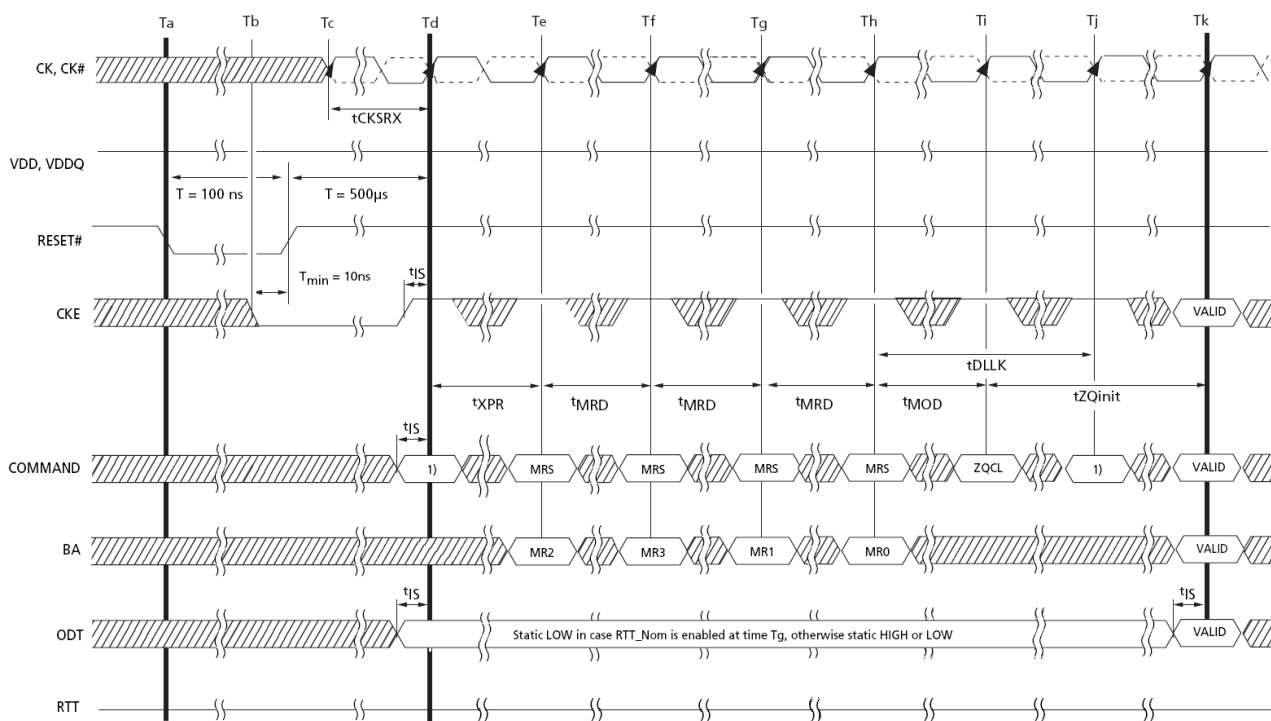 Ta Tb Tc Td Te Tf Tg Th Ti Tj Tk
CK, CK#
tCKSRX
VDD, VDDQ
T = 100 ns T = 500µs
RESET#
Tmin = 10ns tIS
CKE VALID
tDLLK
tXPR tMRD tMRD tMRD tMOD tZQinit
tIS
COMMAND 1) MRS MRS MRS MRS ZQCL 1) VALID
BA MR2 MR3 MR1 MR0 VALID
tIS tIS
ODT Static LOW in case RTT_Nom is enabled at time Tg, otherwise static HIGH or LOW VALID
RTT